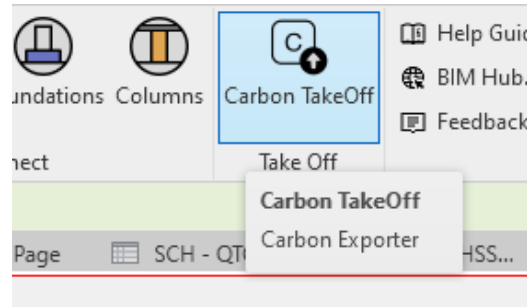 C
undations Columns Carbon TakeOff
Help Guid
BIM Hub.
Feedback
nect
Take Off
Carbon TakeOff
Carbon Exporter
Page
SCH - QT
HSS...